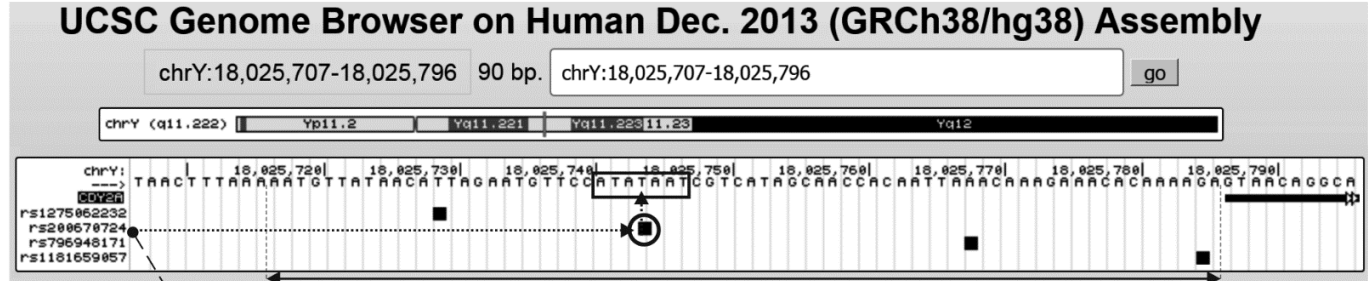 UCSC Genome Browser on Human Dec. 2013 (GRCh38/hg38) Assembly
chrY:18,025,707-18,025,796 90 bp. chrY:18,025,707-18,025,796 go
chrY (q11.222) Yp11.2 Yq11.221 Yq11.223 11.23 Yq12
chrY: | 18,025,720| 18,025,730| 18,025,740| 18,025,750| 18,025,760| 18,025,770| 18,025,780| 18,025,790|
---> TAACTTTAAAAATGTTATAACATTAGAATGTTCCATATAATCGTCATAGCAACCACAATTAAACAAAGAACACAAAAGAGTAACAGGCA
CDY2A
rs1275062232
rs200670724
rs796948171
rs1181659057